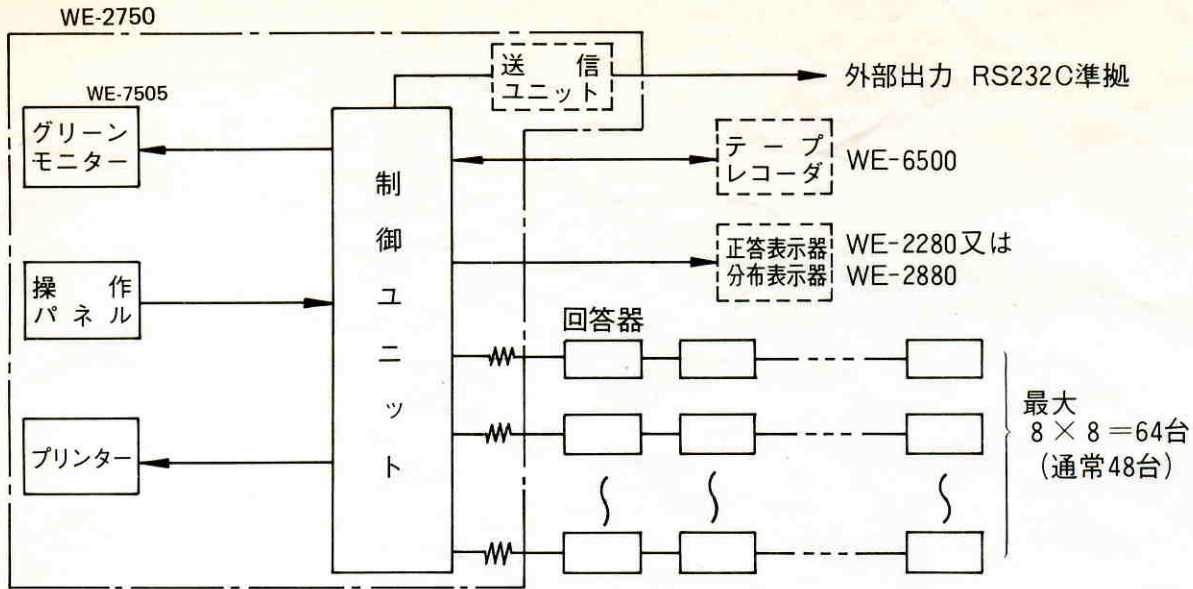 WE-2750
送信
ユニット
外部出力 RS232C準拠
WE-7505
グリーン
モニター
制御ユニット
テープ
レコーダ
WE-6500
正答表示器
分布表示器
WE-2280又は
WE-2880
操作
パネル
回答器
プリンター
最大
8×8=64台
(通常48台)